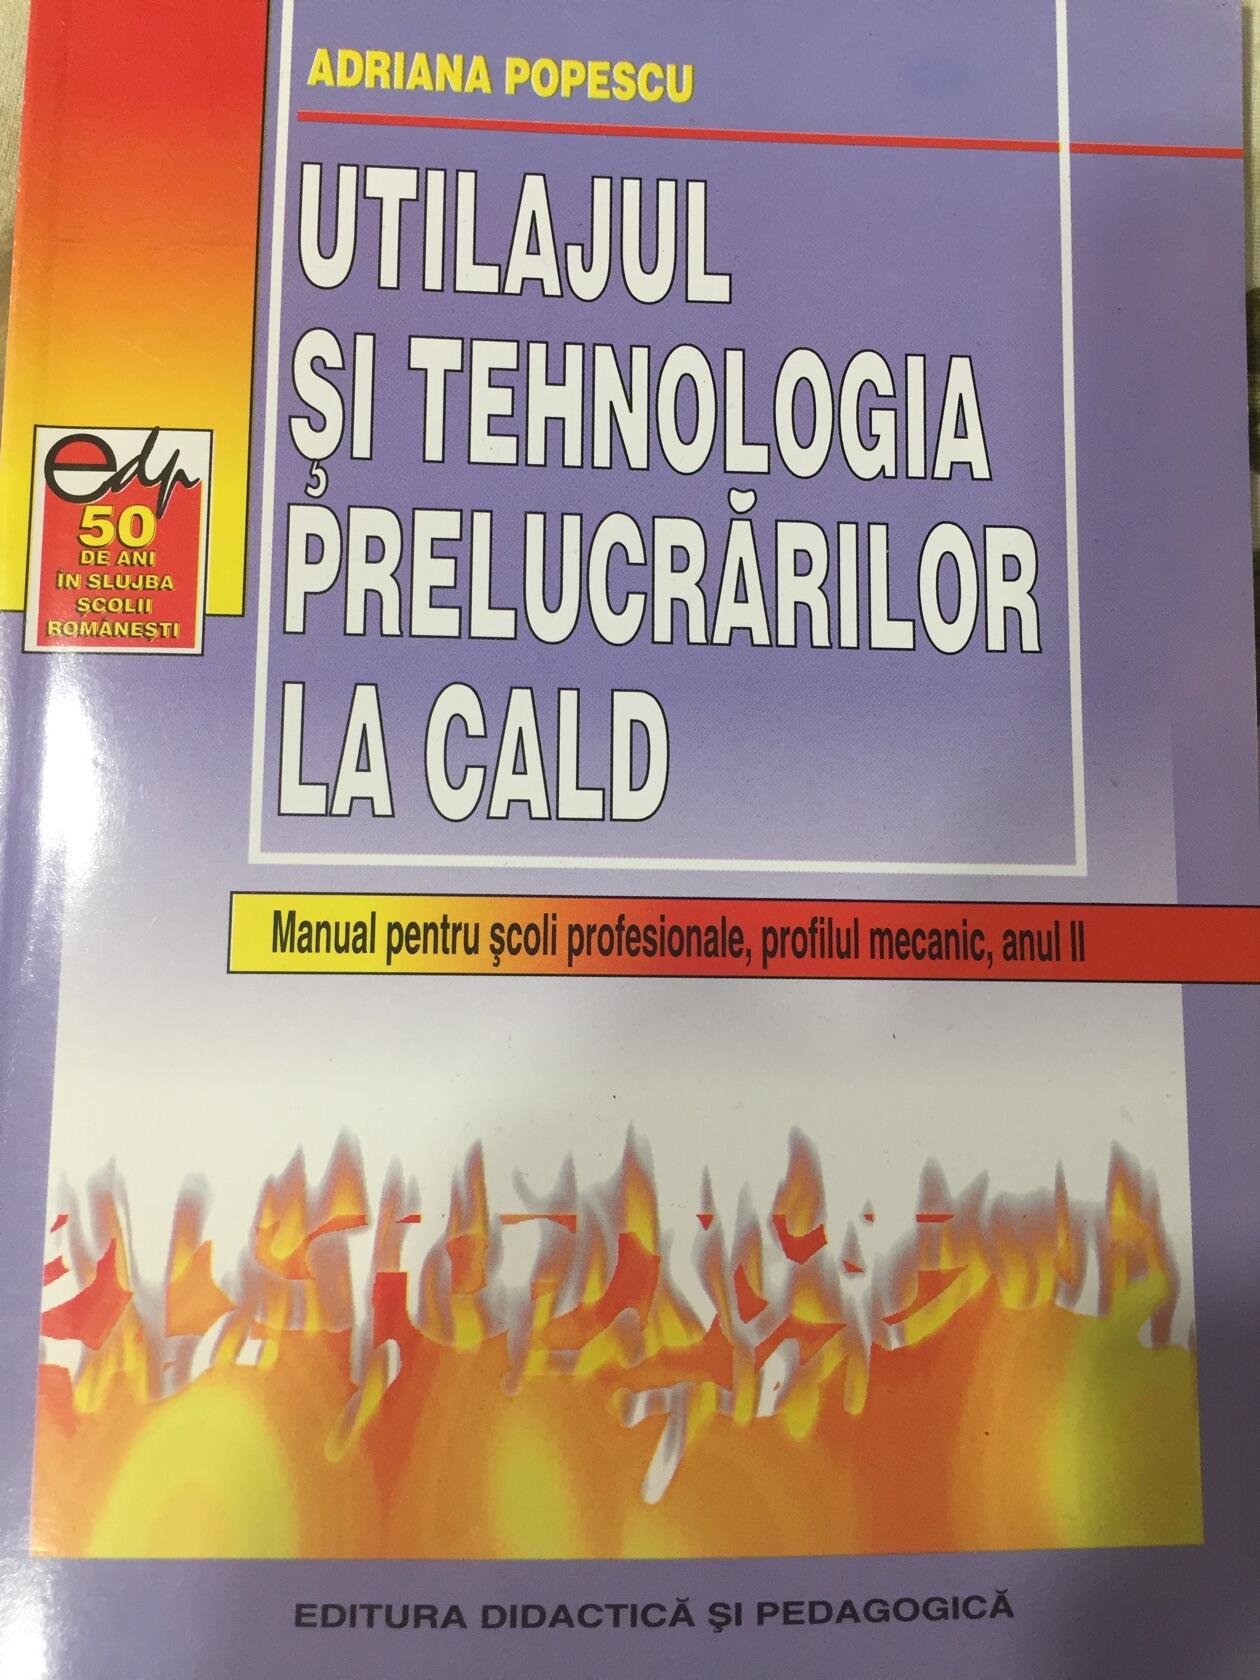 ADRIANA POPESCU
UTILAJUL
ŞI TEHNOLOGIA
PRELUCRĂRILOR
LA CALD
edp
50
DE ANI
ÎN SLUJBA
ŞCOLII
ROMÂNEŞTI
Manual pentru şcoli profesionale, profilul mecanic, anul II
EDITURA DIDACTICĂ ŞI PEDAGOGICĂ